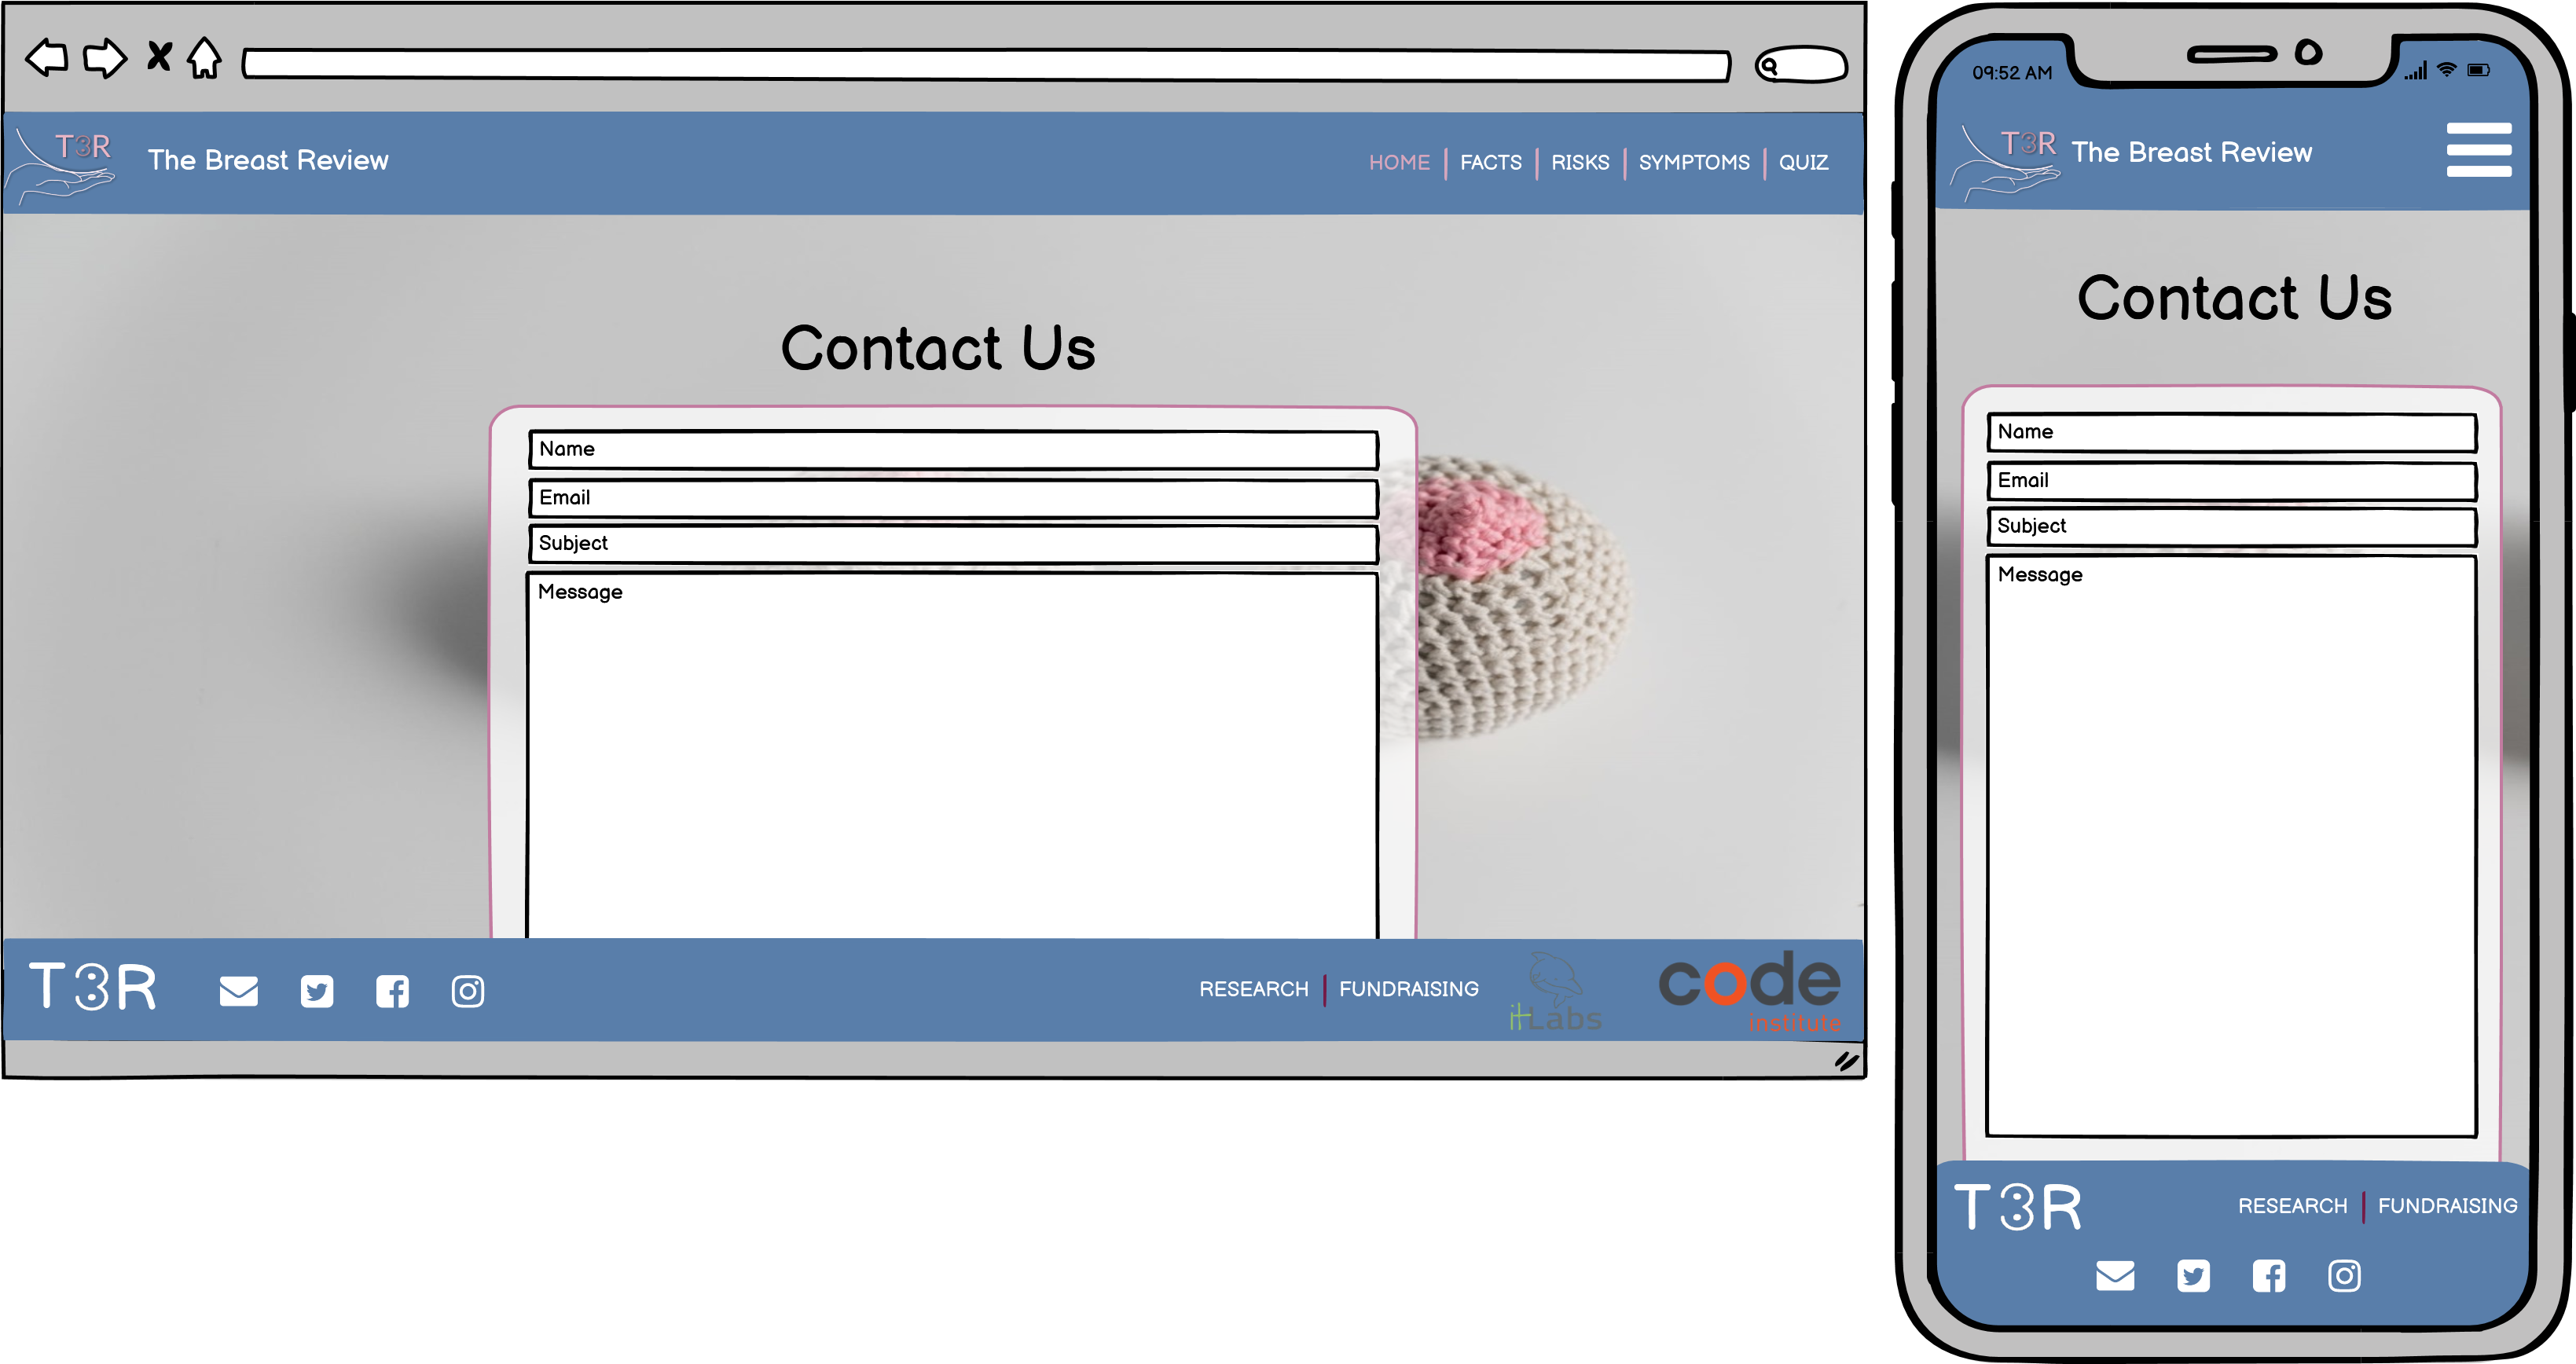 T3R
The Breast Review
HOME | FACTS | RISKS | SYMPTOMS | QUIZ
Contact Us
Name
Email
Subject
Message
T3R
RESEARCH | FUNDRAISING
itLabs
code
institute
09:52 AM
T3R
The Breast Review
Contact Us
Name
Email
Subject
Message
T3R
RESEARCH | FUNDRAISING